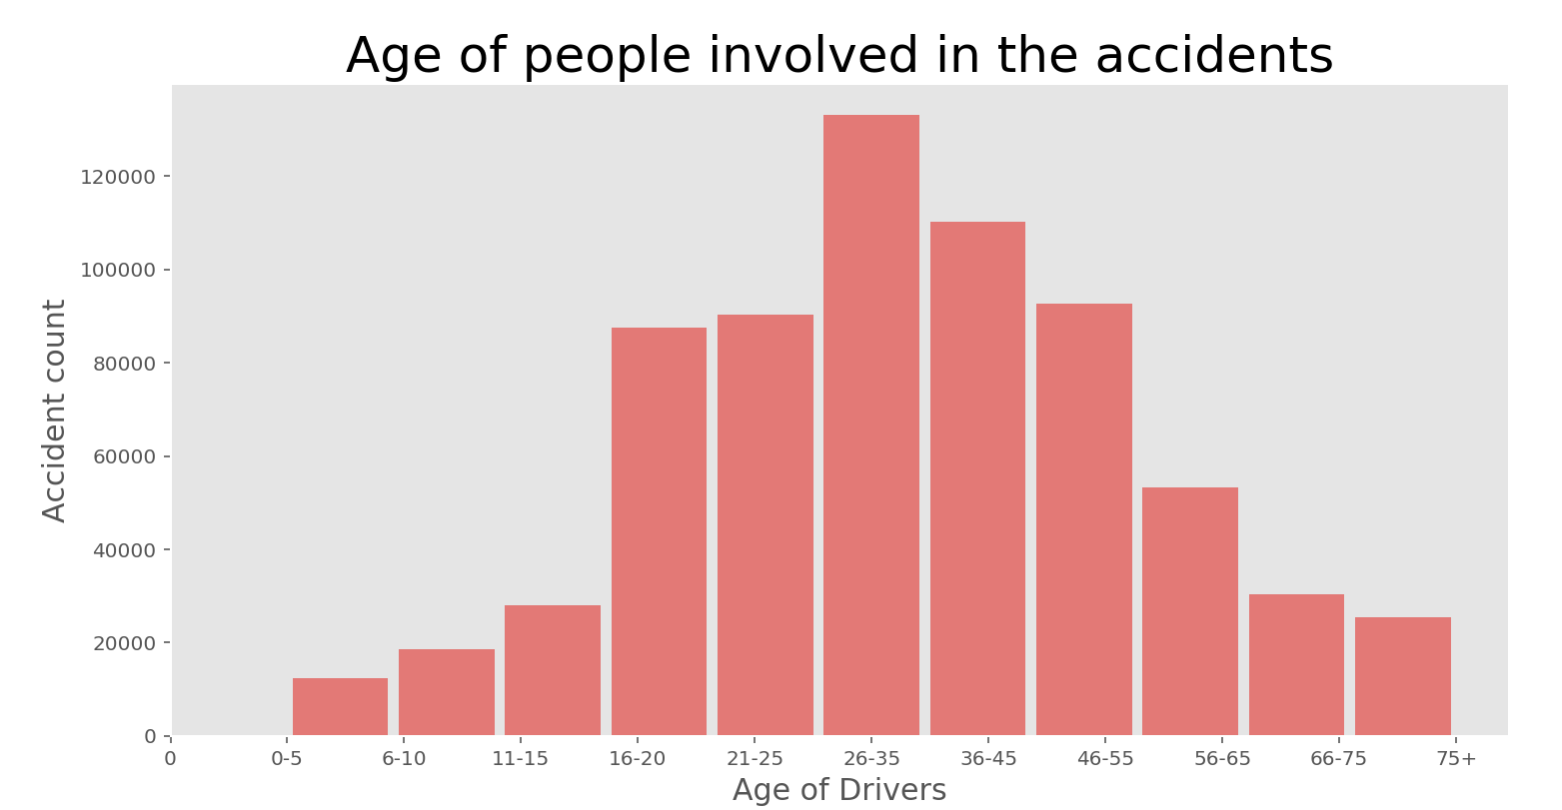 Age of people involved in the accidents
Accident count
120000
100000
80000
60000
40000
20000
0
0 0-5 6-10 11-15 16-20 21-25 26-35 36-45 46-55 56-65 66-75 75+
Age of Drivers